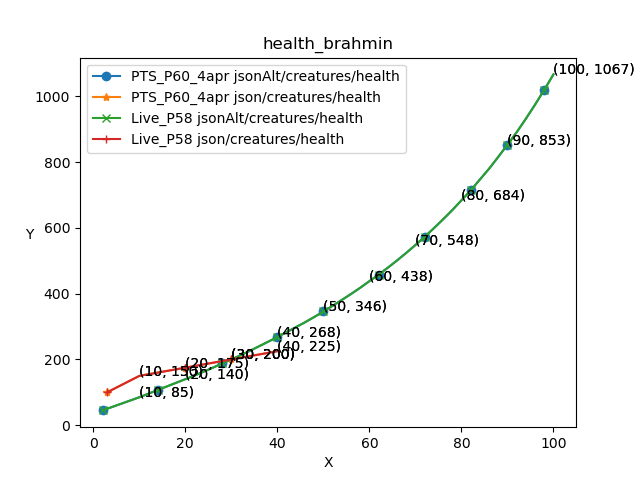 health_brahmin
PTS_P60_4apr jsonAlt/creatures/health
PTS_P60_4apr json/creatures/health
Live_P58 jsonAlt/creatures/health
Live_P58 json/creatures/health
(100, 1067)
(90, 853)
(80, 684)
(70, 548)
(60, 438)
(50, 346)
(40, 268)
(40, 225)
(30, 200)
(20, 175)
(10, 150)
(20, 140)
(10, 85)
Y
1000
800
600
400
200
0
0 20 40 60 80 100
X